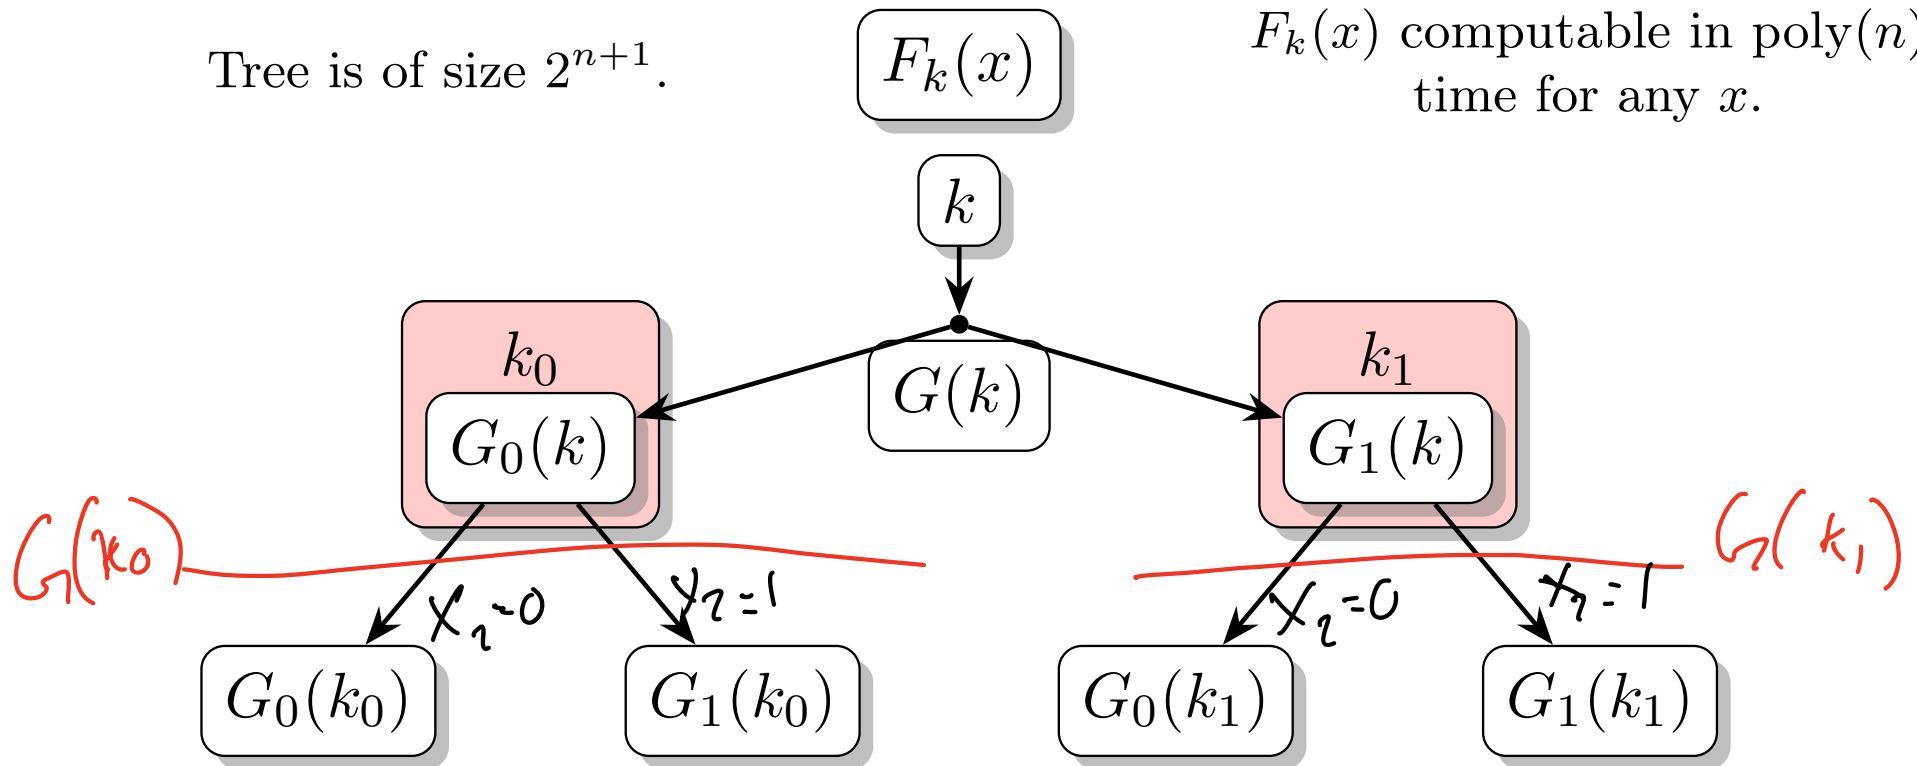 Tree is of size 2^{n+1}.
F_k(x)
F_k(x) computable in poly(n)
time for any x.
k
k_0
G(k)
k_1
G_0(k)
G_1(k)
G(k_0)
G(k_1)
x_2=0
x_2=1
x_2=0
x_2=1
G_0(k_0)
G_1(k_0)
G_0(k_1)
G_1(k_1)